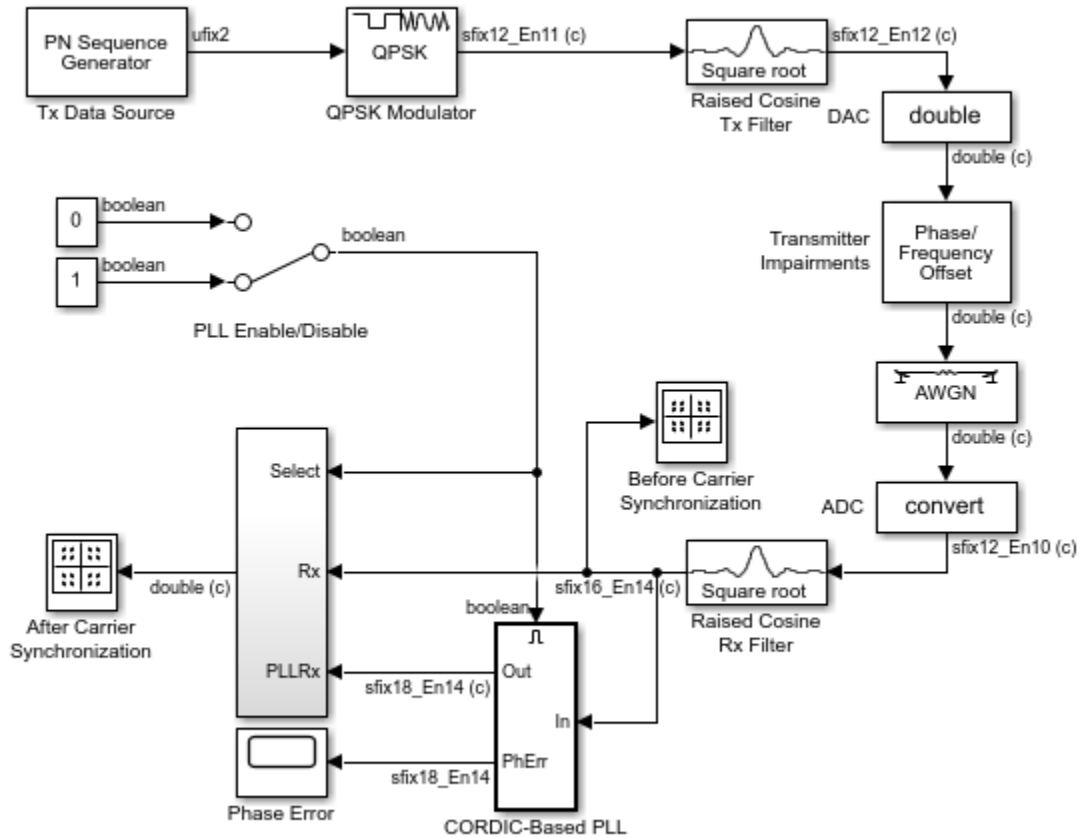 PN Sequence
Generator
ufix2
Tx Data Source
QPSK
sfix12_En11 (c)
QPSK Modulator
Square root
sfix12_En12 (c)
Raised Cosine
Tx Filter
DAC
double
double (c)
Transmitter
Impairments
Phase/
Frequency
Offset
double (c)
AWGN
double (c)
ADC
convert
sfix12_En10 (c)
0
boolean
1
boolean
boolean
PLL Enable/Disable
Before Carrier
Synchronization
Square root
Raised Cosine
Rx Filter
sfix16_En14 (c)
Select
Rx
PLLRx
double (c)
After Carrier
Synchronization
boolean
Out
In
PhErr
sfix18_En14 (c)
sfix18_En14
Phase Error
CORDIC-Based PLL